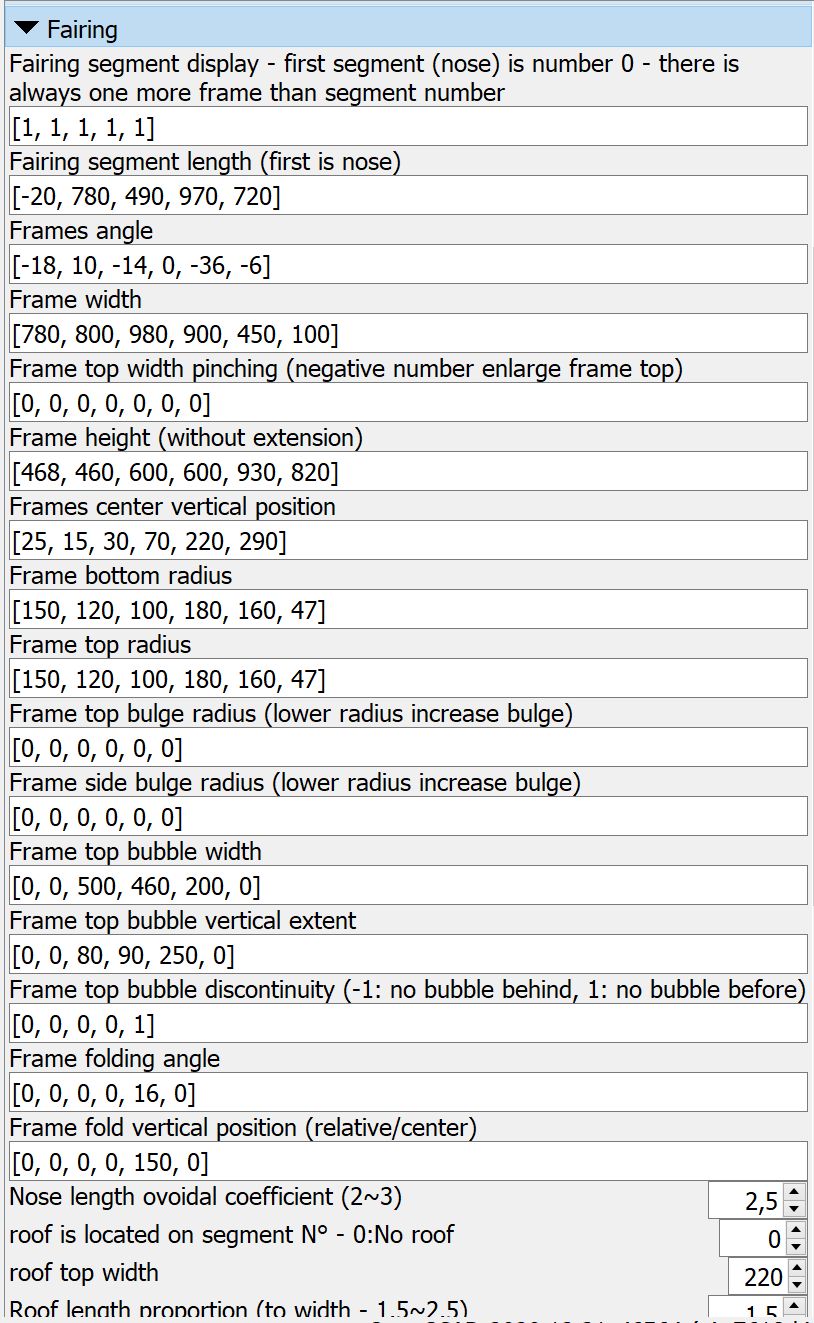 Fairing
Fairing segment display - first segment (nose) is number 0 - there is
always one more frame than segment number
[1, 1, 1, 1, 1]
Fairing segment length (first is nose)
[-20, 780, 490, 970, 720]
Frames angle
[-18, 10, -14, 0, -36, -6]
Frame width
[780, 800, 980, 900, 450, 100]
Frame top width pinching (negative number enlarge frame top)
[0, 0, 0, 0, 0, 0, 0]
Frame height (without extension)
[468, 460, 600, 600, 930, 820]
Frames center vertical position
[25, 15, 30, 70, 220, 290]
Frame bottom radius
[150, 120, 100, 180, 160, 47]
Frame top radius
[150, 120, 100, 180, 160, 47]
Frame top bulge radius (lower radius increase bulge)
[0, 0, 0, 0, 0, 0]
Frame side bulge radius (lower radius increase bulge)
[0, 0, 0, 0, 0, 0]
Frame top bubble width
[0, 0, 500, 460, 200, 0]
Frame top bubble vertical extent
[0, 0, 80, 90, 250, 0]
Frame top bubble discontinuity (-1: no bubble behind, 1: no bubble before)
[0, 0, 0, 0, 1]
Frame folding angle
[0, 0, 0, 0, 16, 0]
Frame fold vertical position (relative/center)
[0, 0, 0, 0, 150, 0]
Nose length ovoidal coefficient (2~3) 2,5
roof is located on segment N° - 0:No roof 0
roof top width 220
Roof length proportion (to width - 1.5~2.5) 1,5